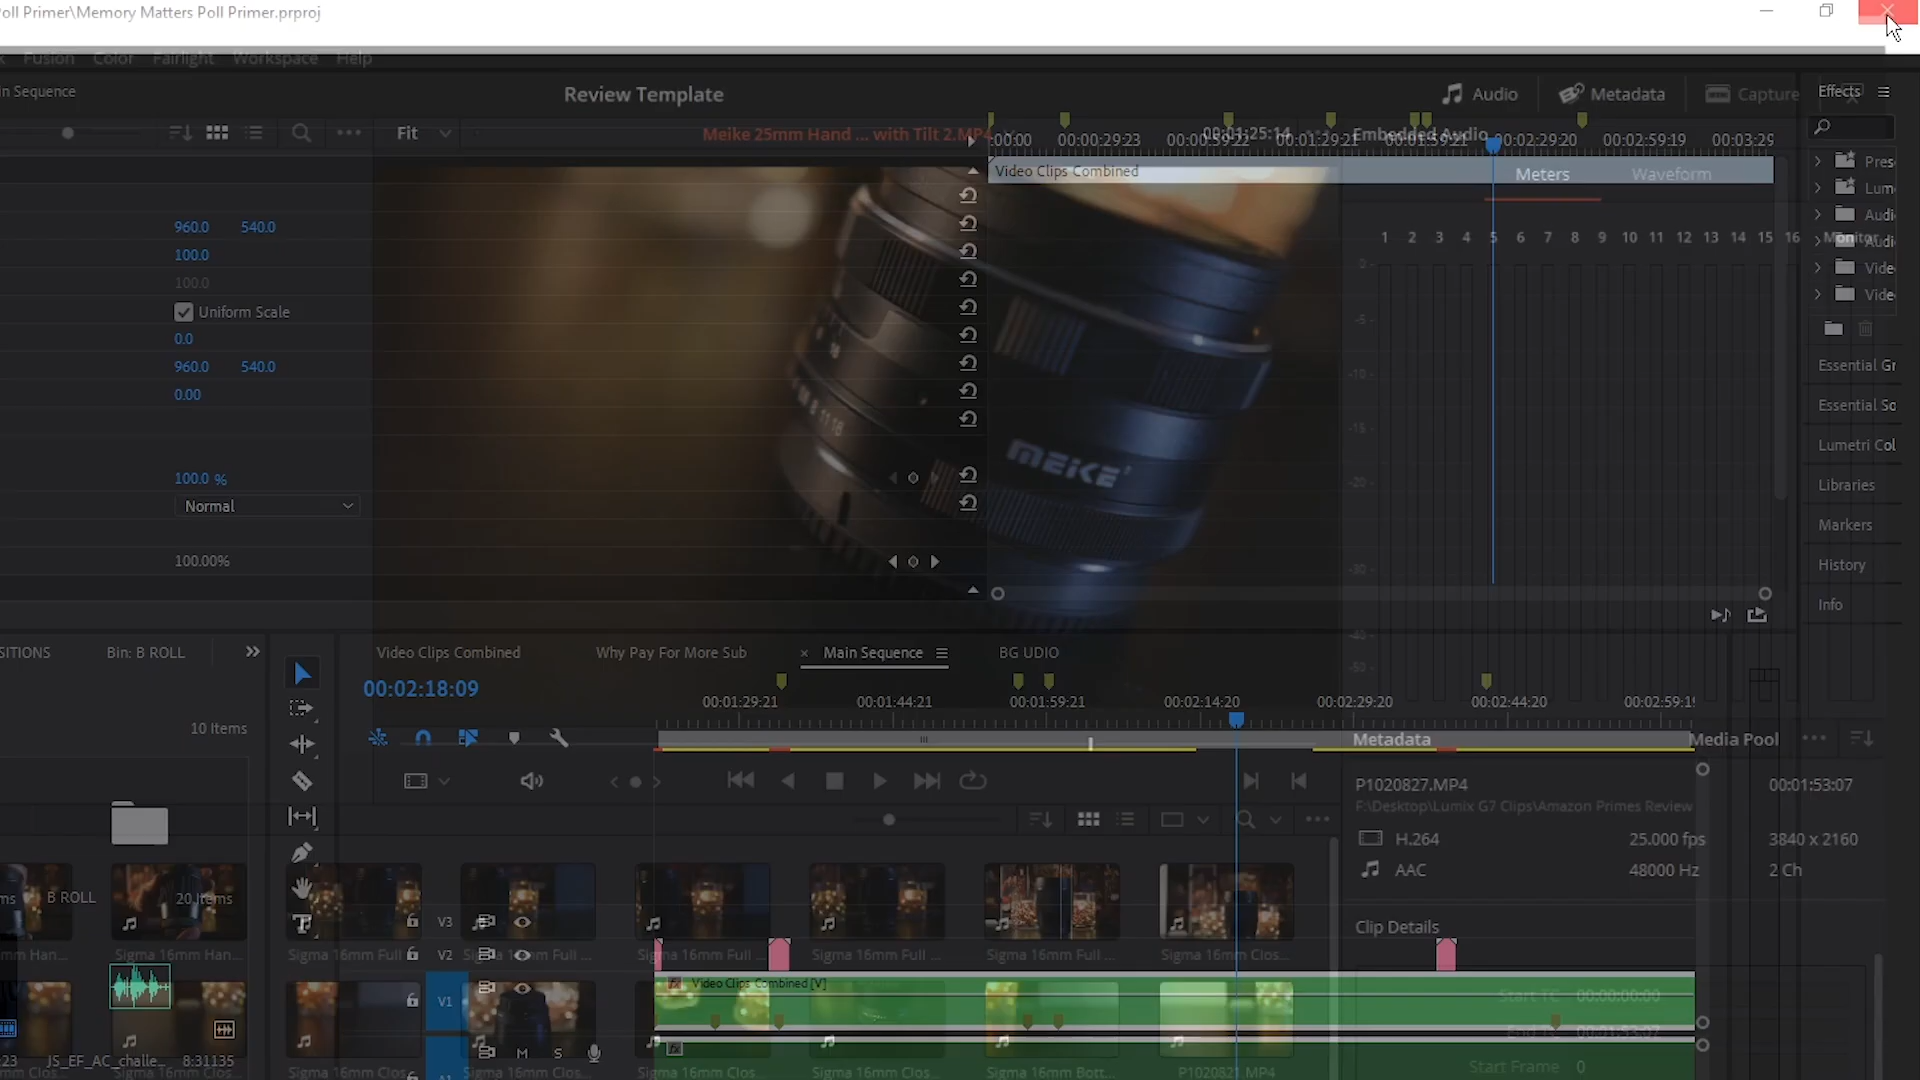 Poll Primer\Memory Matters Poll Primer.prproj
Fusion Color Fairlight Workspace Help
in Sequence
Review Template
Audio Metadata Capture Effects
Fit
Meike 25mm Hand ... with Tilt 2.MP4
00:01:25:14
Embedded Audio
:00:00 00:00:29:23 00:00:59:22 00:01:29:21 00:01:59:21 00:02:29:20 00:02:59:19 00:03:29
Video Clips Combined
Meters Waveform
Pres
Lum
Audi
Audi
Vide
Vide
960.0 540.0
100.0
100.0
Uniform Scale
0.0
960.0 540.0
0.00
100.0 %
Normal
100.00%
1 2 3 4 5 6 7 8 9 10 11 12 13 14 15 16 Monitor
0
-5
-10
-15
-20
-30
-40
-50
MEIKE
Essential Gr
Essential So
Lumetri Col
Libraries
Markers
History
Info
SITIONS Bin: B ROLL
Video Clips Combined Why Pay For More Sub × Main Sequence BG UDIO
00:02:18:09
00:01:29:21 00:01:44:21 00:01:59:21 00:02:14:20 00:02:29:20 00:02:44:20 00:02:59:19
10 Items
Metadata
Media Pool
P1020827.MP4 00:01:53:07
F:\Desktop\Lumix G7 Clips\Amazon Primes Review
H.264 25.000 fps 3840 x 2160
AAC 48000 Hz 2 Ch
Clip Details
B ROLL 20 Items
V3
V2
V1
Sigma 16mm Han... Sigma 16mm Full Sigma 16mm Full ... Sigma 16mm Full ... Sigma 16mm Full ... Sigma 16mm Full ... Sigma 16mm Clos...
Video Clips Combined [V]
Start TC 00:00:00:00
End TC 00:01:53:07
M S
JS_EF_AC_challe... 8:31135
Sigma 16mm Clos... Sigma 16mm Clos... Sigma 16mm Clos... Sigma 16mm Clos... Sigma 16mm Bott... P1020821.MP4
Start Frame 0